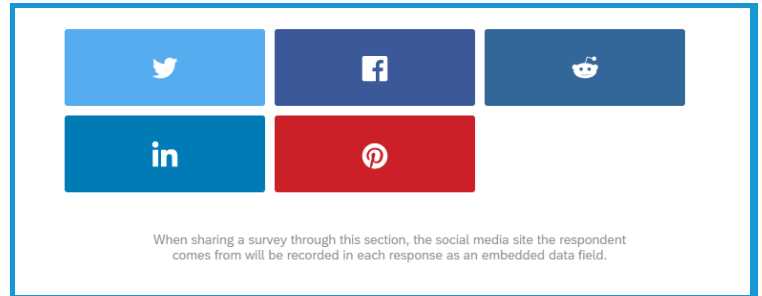 in
When sharing a survey through this section, the social media site the respondent
comes from will be recorded in each response as an embedded data field.